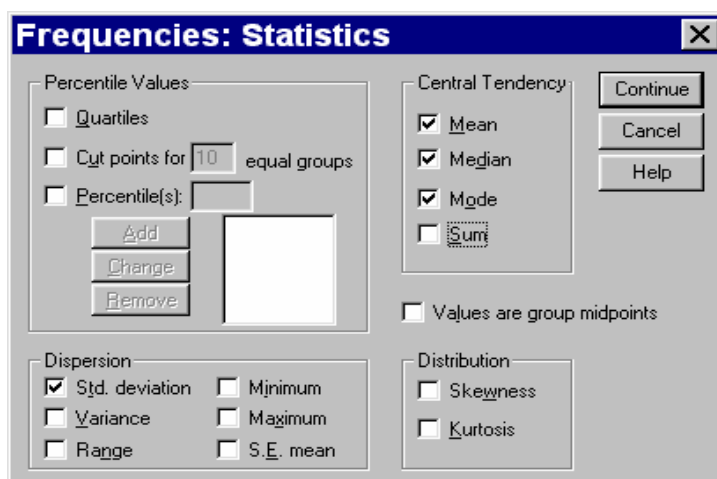 Frequencies: Statistics
Percentile Values
Quartiles
Cut points for 10 equal groups
Percentile(s):
Add
Change
Remove
Central Tendency
Mean
Median
Mode
Sum
Continue
Cancel
Help
Values are group midpoints
Dispersion
Std. deviation Minimum
Variance Maximum
Range S.E. mean
Distribution
Skewness
Kurtosis